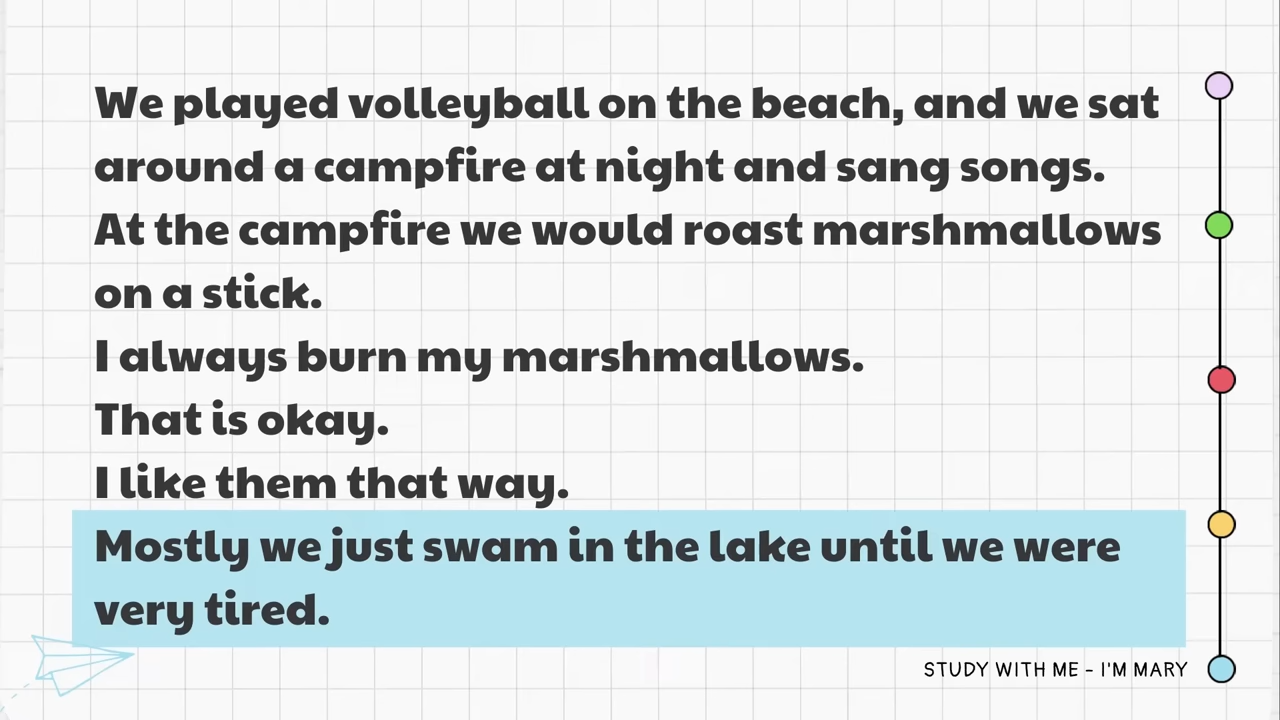 We played volleyball on the beach, and we sat
around a campfire at night and sang songs.
At the campfire we would roast marshmallows
on a stick.
I always burn my marshmallows.
That is okay.
I like them that way.
Mostly we just swam in the lake until we were
very tired.
STUDY WITH ME - I'M MARY